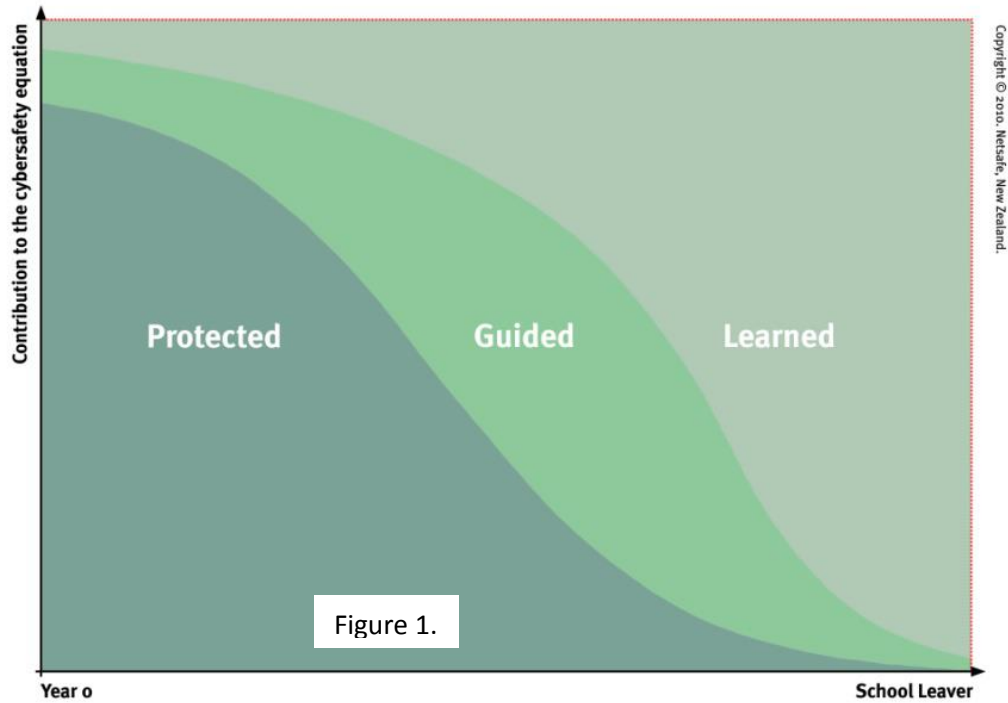 Contribution to the cybersafety equation
Copyright © 2010. Netsafe, New Zealand.
Protected
Guided
Learned
Figure 1.
Year 0
School Leaver